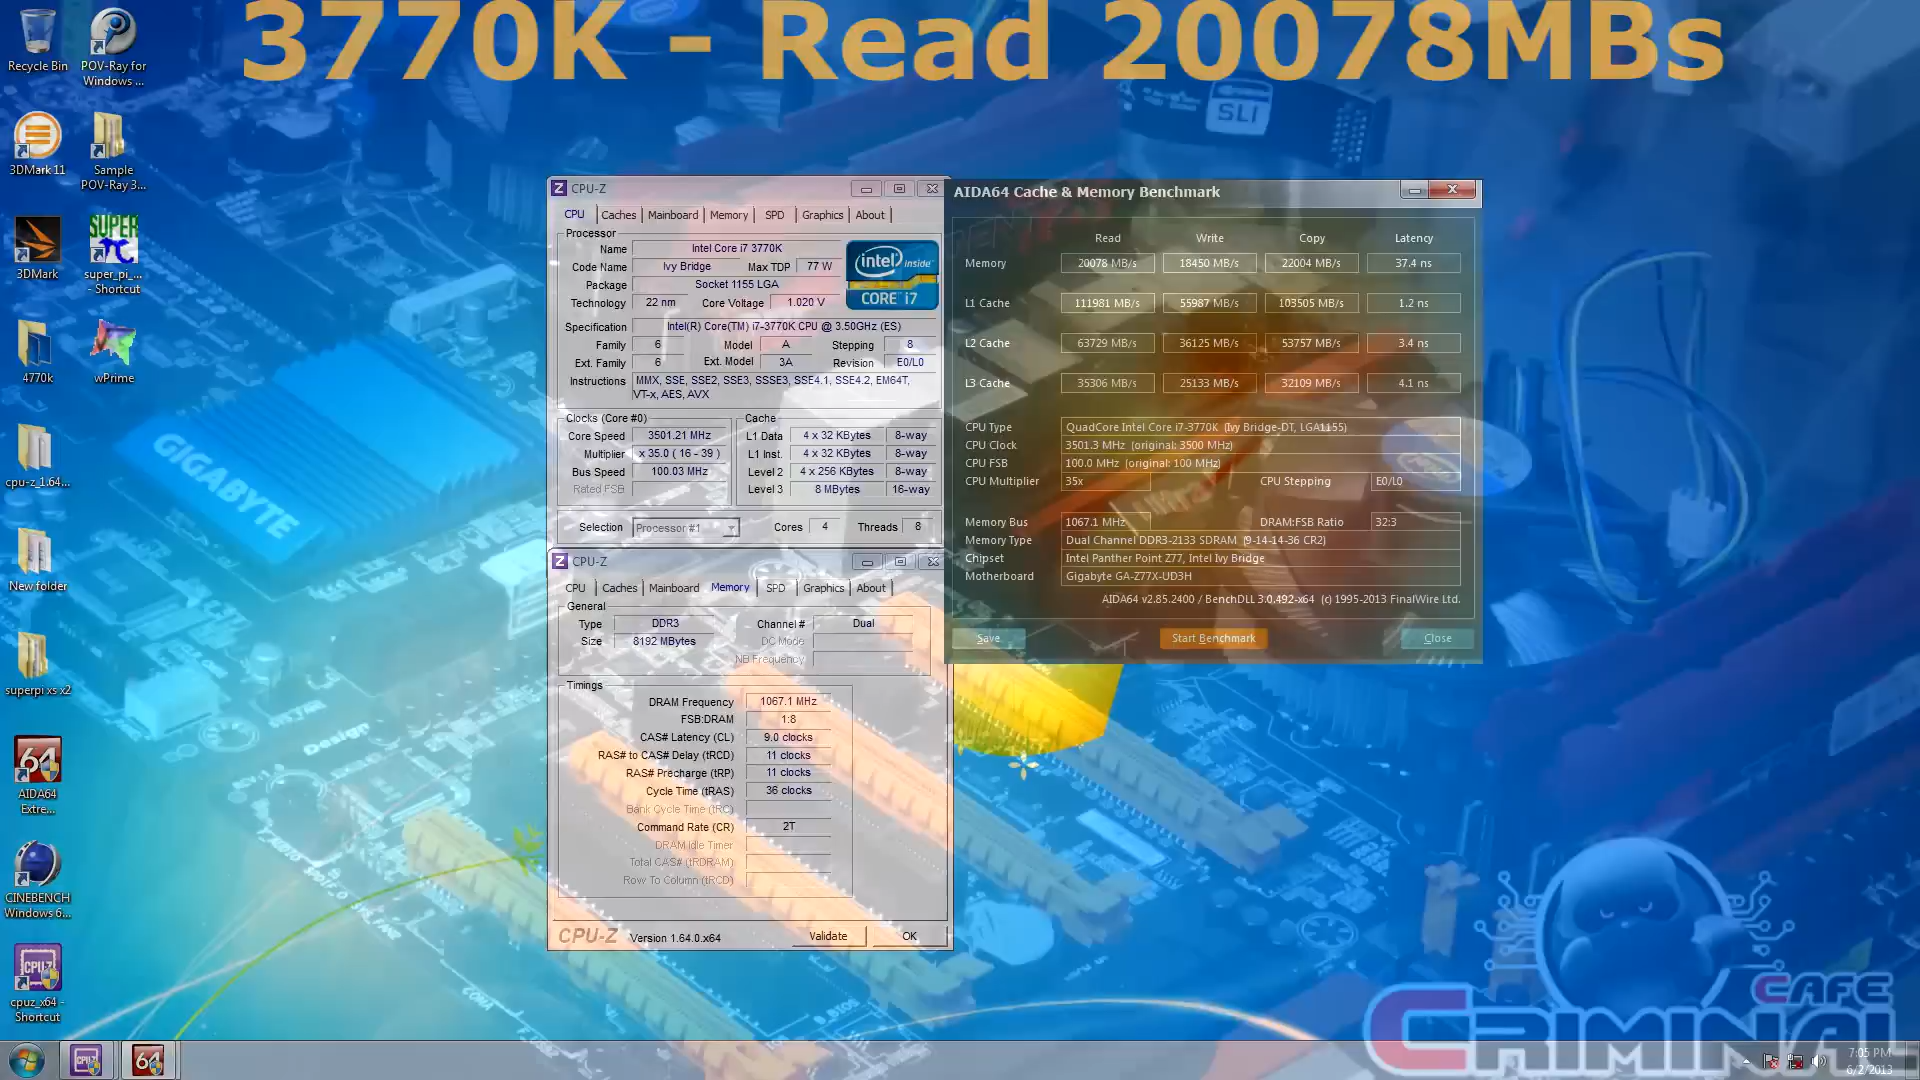 3770K - Read 20078MBs
Recycle Bin
POV-Ray for Windows ...
3DMark 11
Sample POV-Ray 3...
3DMark
super_pi_... - Shortcut
4770k
wPrime
cpu-z_1.64...
New folder
superpi xs x2
AIDA64 Extre...
CINEBENCH Windows 6...
cpuz_x64 - Shortcut
GIGABYTE
SLI
CPU-Z
CPU Caches Mainboard Memory SPD Graphics About
Processor
Name Intel Core i7 3770K
Code Name Ivy Bridge Max TDP 77 W
Package Socket 1155 LGA
Technology 22 nm Core Voltage 1.020 V
intel inside CORE i7
Specification Intel(R) Core(TM) i7-3770K CPU @ 3.50GHz (ES)
Family 6 Model A Stepping 8
Ext. Family 6 Ext. Model 3A Revision E0/L0
Instructions MMX, SSE, SSE2, SSE3, SSSE3, SSE4.1, SSE4.2, EM64T,
VT-x, AES, AVX
Clocks (Core #0)
Core Speed 3501.21 MHz
Multiplier x 35.0 ( 16 - 39 )
Bus Speed 100.03 MHz
Rated FSB
Cache
L1 Data 4 x 32 KBytes 8-way
L1 Inst. 4 x 32 KBytes 8-way
Level 2 4 x 256 KBytes 8-way
Level 3 8 MBytes 16-way
Selection Processor #1 Cores 4 Threads 8
CPU-Z
CPU Caches Mainboard Memory SPD Graphics About
General
Type DDR3 Channel # Dual
Size 8192 MBytes DC Mode
NB Frequency
Timings
DRAM Frequency 1067.1 MHz
FSB:DRAM 1:8
CAS# Latency (CL) 9.0 clocks
RAS# to CAS# Delay (tRCD) 11 clocks
RAS# Precharge (tRP) 11 clocks
Cycle Time (tRAS) 36 clocks
Bank Cycle Time (tRC)
Command Rate (CR) 2T
DRAM Idle Timer
Total CAS# (tRDRAM)
Row To Column (tRCD)
CPU-Z Version 1.64.0.x64 Validate OK
AIDA64 Cache & Memory Benchmark
Read Write Copy Latency
Memory 20078 MB/s 18450 MB/s 22004 MB/s 37.4 ns
L1 Cache 111981 MB/s 55987 MB/s 103505 MB/s 1.2 ns
L2 Cache 63729 MB/s 36125 MB/s 53757 MB/s 3.4 ns
L3 Cache 35306 MB/s 25133 MB/s 32109 MB/s 4.1 ns
CPU Type QuadCore Intel Core i7-3770K (Ivy Bridge-DT, LGA1155)
CPU Clock 3501.3 MHz (original: 3500 MHz)
CPU FSB 100.0 MHz (original: 100 MHz)
CPU Multiplier 35x CPU Stepping E0/L0
Memory Bus 1067.1 MHz DRAM:FSB Ratio 32:3
Memory Type Dual Channel DDR3-2133 SDRAM (9-14-14-36 CR2)
Chipset Intel Panther Point Z77, Intel Ivy Bridge
Motherboard Gigabyte GA-Z77X-UD3H
AIDA64 v2.85.2400 / BenchDLL 3.0.492-x64 (c) 1995-2013 FinalWire Ltd.
Save Start Benchmark Close
Design
CAFE
CRIMINAL
7:05 PM
6/2/2013